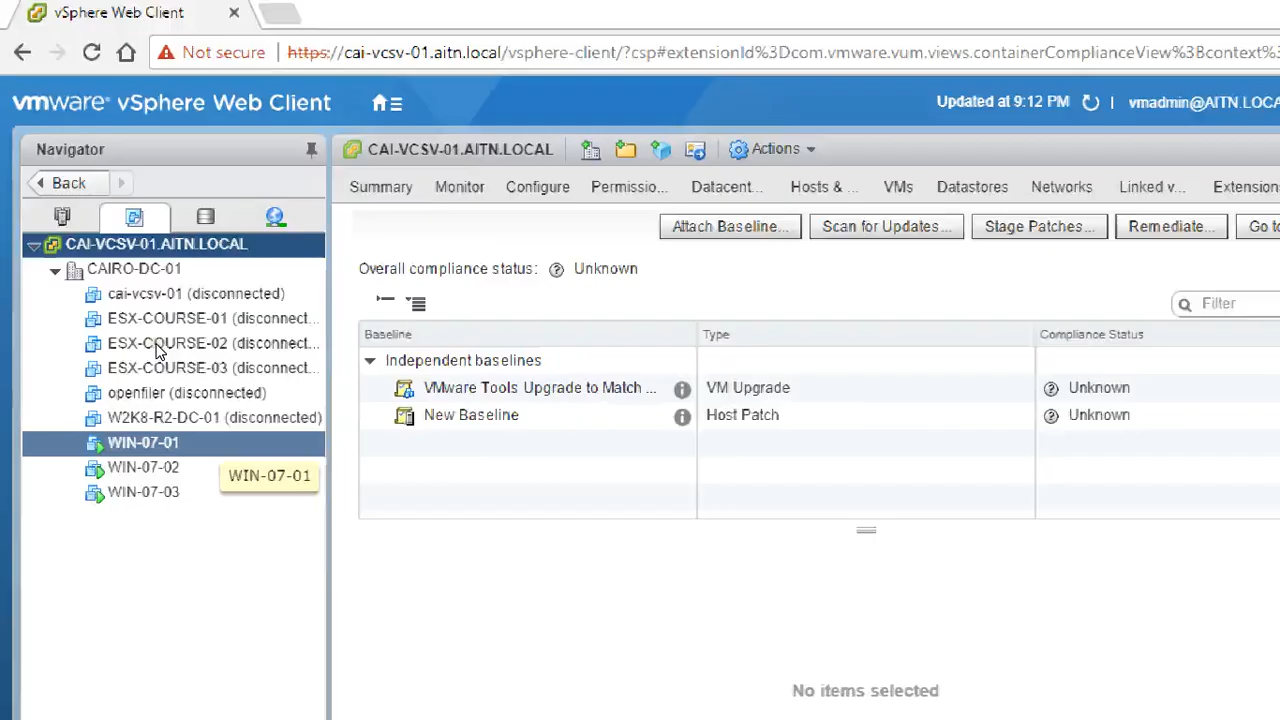 vSphere Web Client
Not secure https://cai-vcsv-01.aitn.local/vsphere-client/?csp#extensionId%3Dcom.vmware.vum.views.containerComplianceView%3Bcontext%3
vmware® vSphere Web Client
Updated at 9:12 PM | vmadmin@AITN.LOCA
Navigator
CAI-VCSV-01.AITN.LOCAL Actions
Back
Summary Monitor Configure Permissio... Datacent... Hosts & ... VMs Datastores Networks Linked v... Extension
Attach Baseline... Scan for Updates... Stage Patches... Remediate... Go to
CAI-VCSV-01.AITN.LOCAL
CAIRO-DC-01
cai-vcsv-01 (disconnected)
ESX-COURSE-01 (disconnect...
ESX-COURSE-02 (disconnect...
ESX-COURSE-03 (disconnect...
openfiler (disconnected)
W2K8-R2-DC-01 (disconnected)
WIN-07-01
WIN-07-02
WIN-07-03
WIN-07-01
Overall compliance status: Unknown
Filter
Baseline Type Compliance Status
Independent baselines
VMware Tools Upgrade to Match ... VM Upgrade Unknown
New Baseline Host Patch Unknown
No items selected